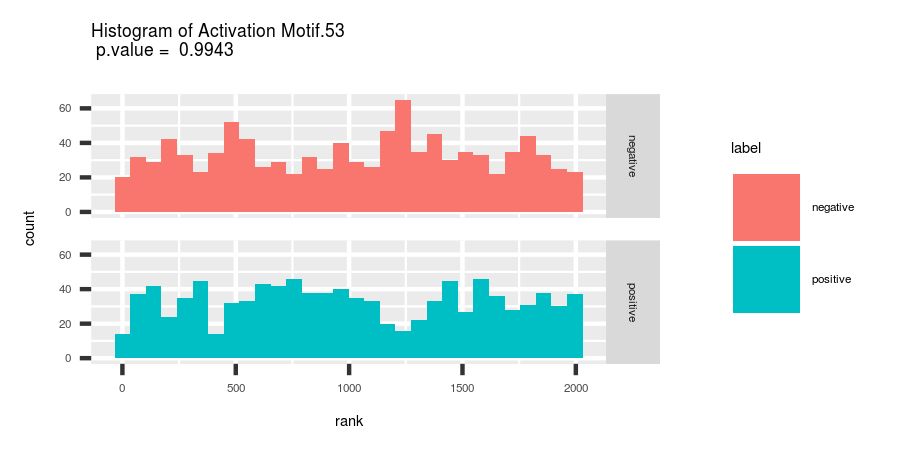 Histogram of Activation Motif.53
p.value = 0.9943
count
60
40
20
0
negative
60
40
20
0
positive
0 500 1000 1500 2000
rank
label
negative
positive